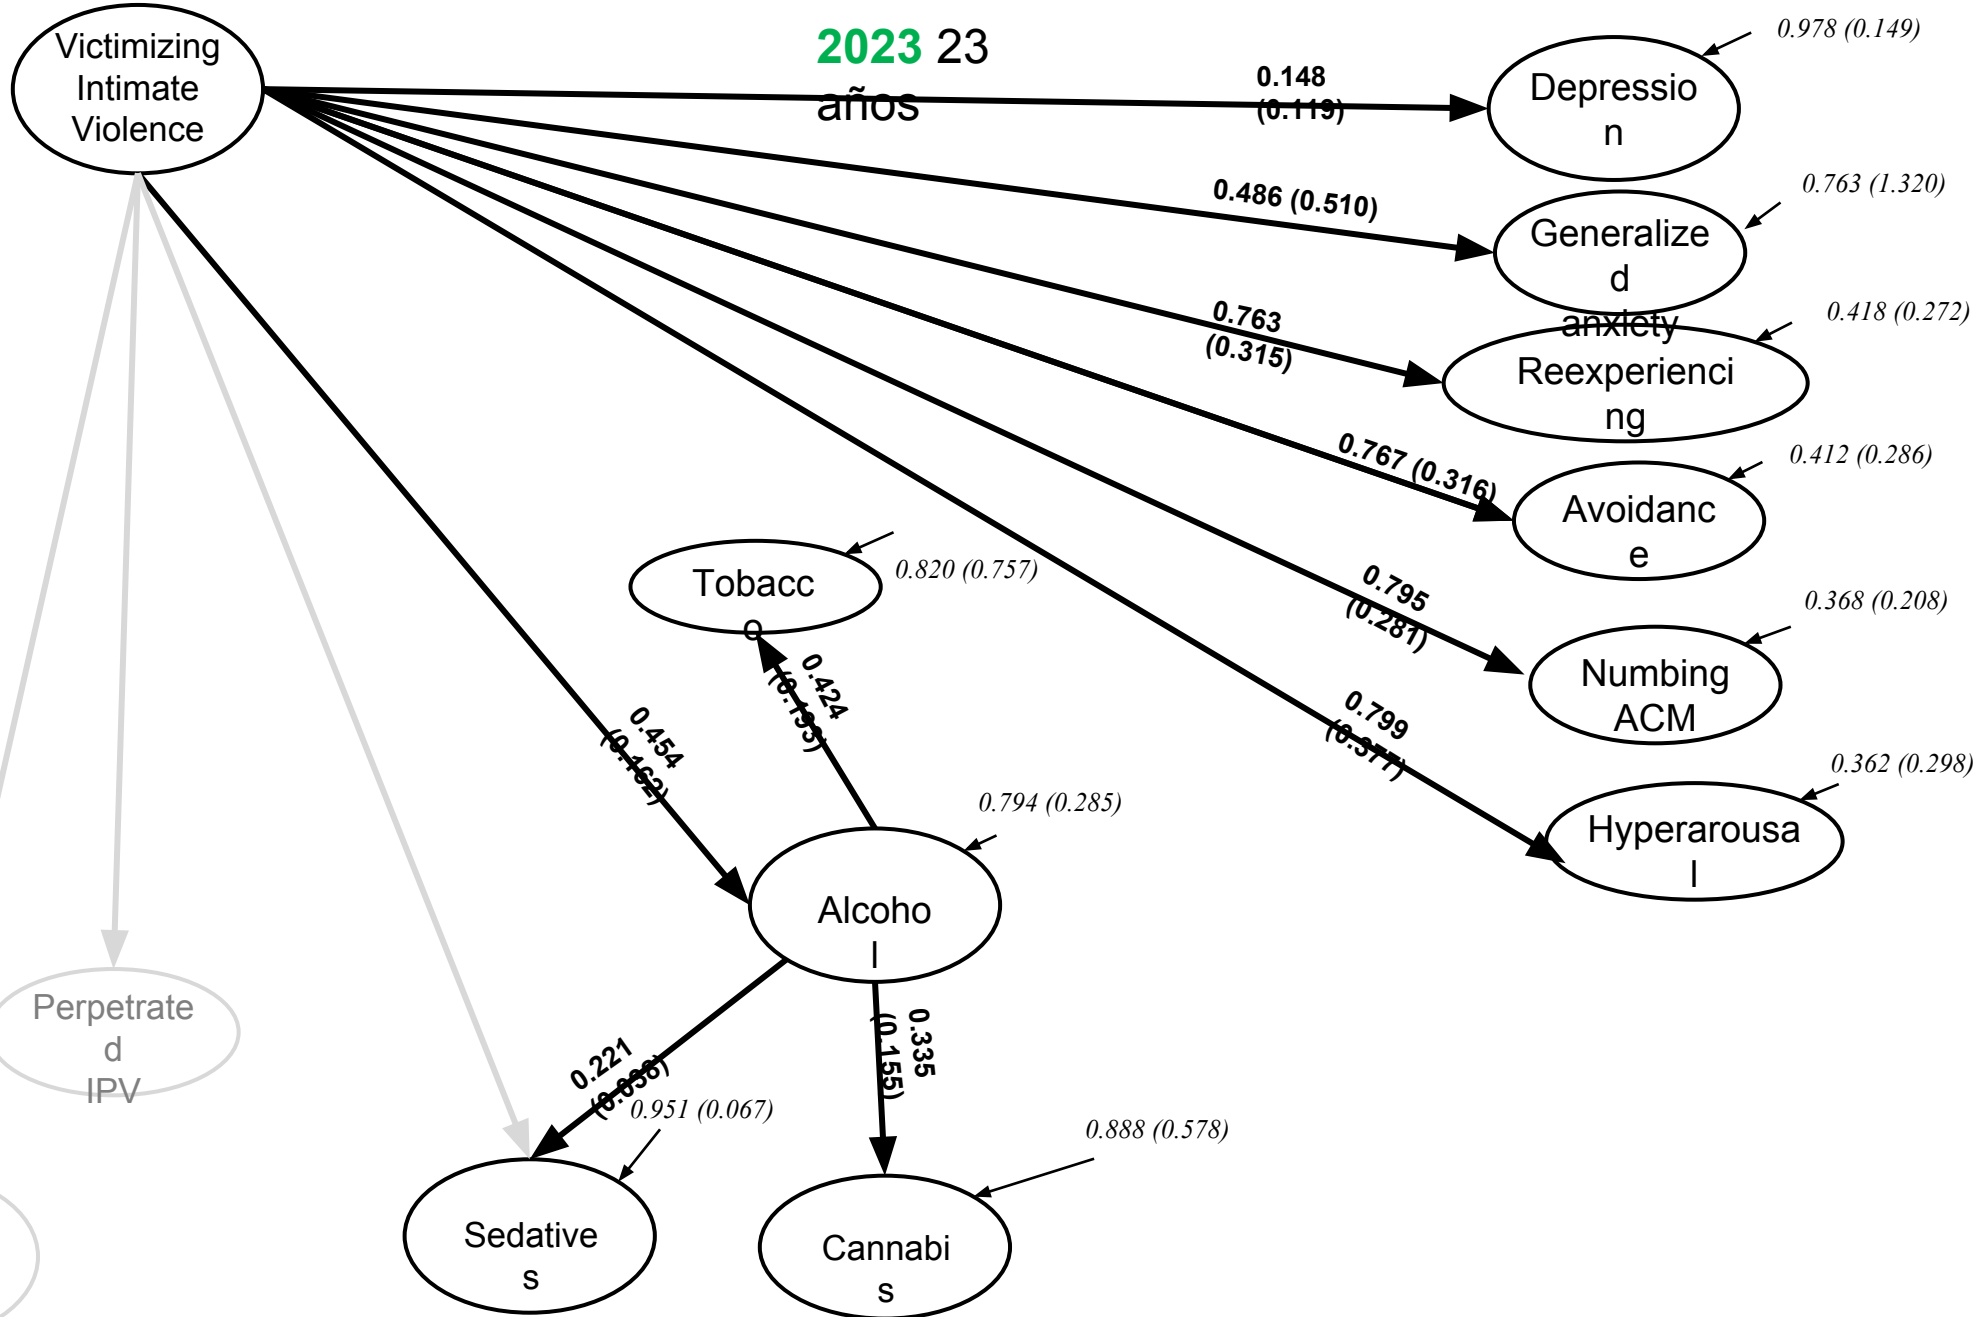 Victimizing
Intimate
Violence
2023 23
años
0.978 (0.149)
0.148
(0.119)
Depressio
n
0.763 (1.320)
0.486 (0.510)
Generalize
d
anxiety
0.418 (0.272)
0.763
(0.315)
Reexperienci
ng
0.412 (0.286)
0.767 (0.316)
Avoidanc
e
0.820 (0.757)
Tobacc
o
0.368 (0.208)
0.795
(0.281)
Numbing
ACM
0.424
(0.193)
0.454
(0.162)
0.799
(0.377)
0.362 (0.298)
Hyperarousa
l
0.794 (0.285)
Alcoho
l
Perpetrate
d
IPV
0.221
(0.038)
0.335
(0.155)
0.951 (0.067)
0.888 (0.578)
Sedative
s
Cannabi
s